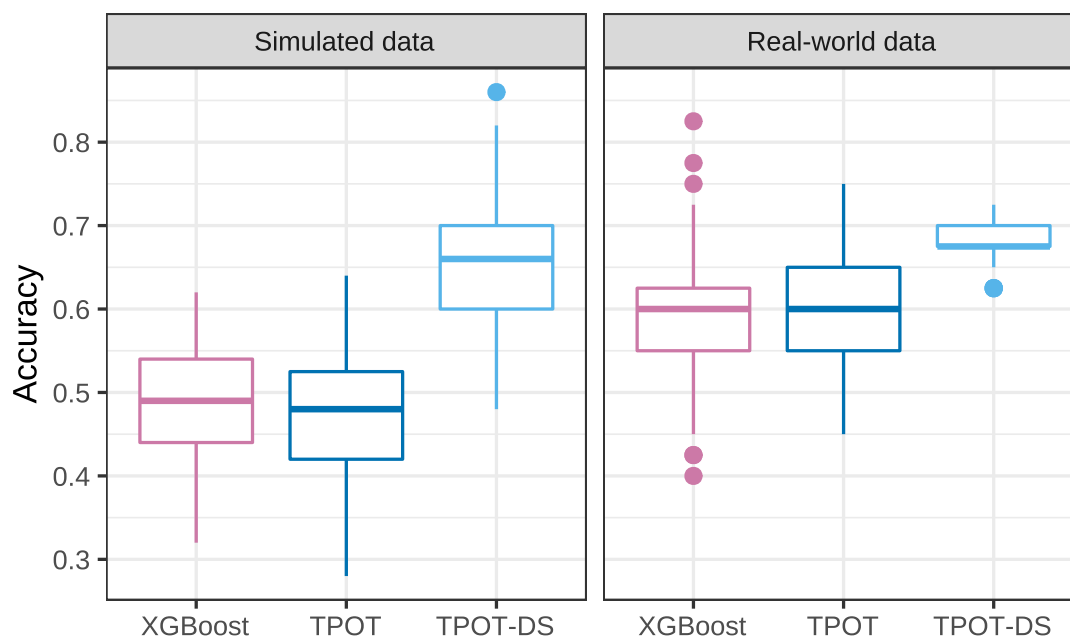 Simulated data
Real-world data
Accuracy
0.8
0.7
0.6
0.5
0.4
0.3
XGBoost
TPOT
TPOT-DS
XGBoost
TPOT
TPOT-DS